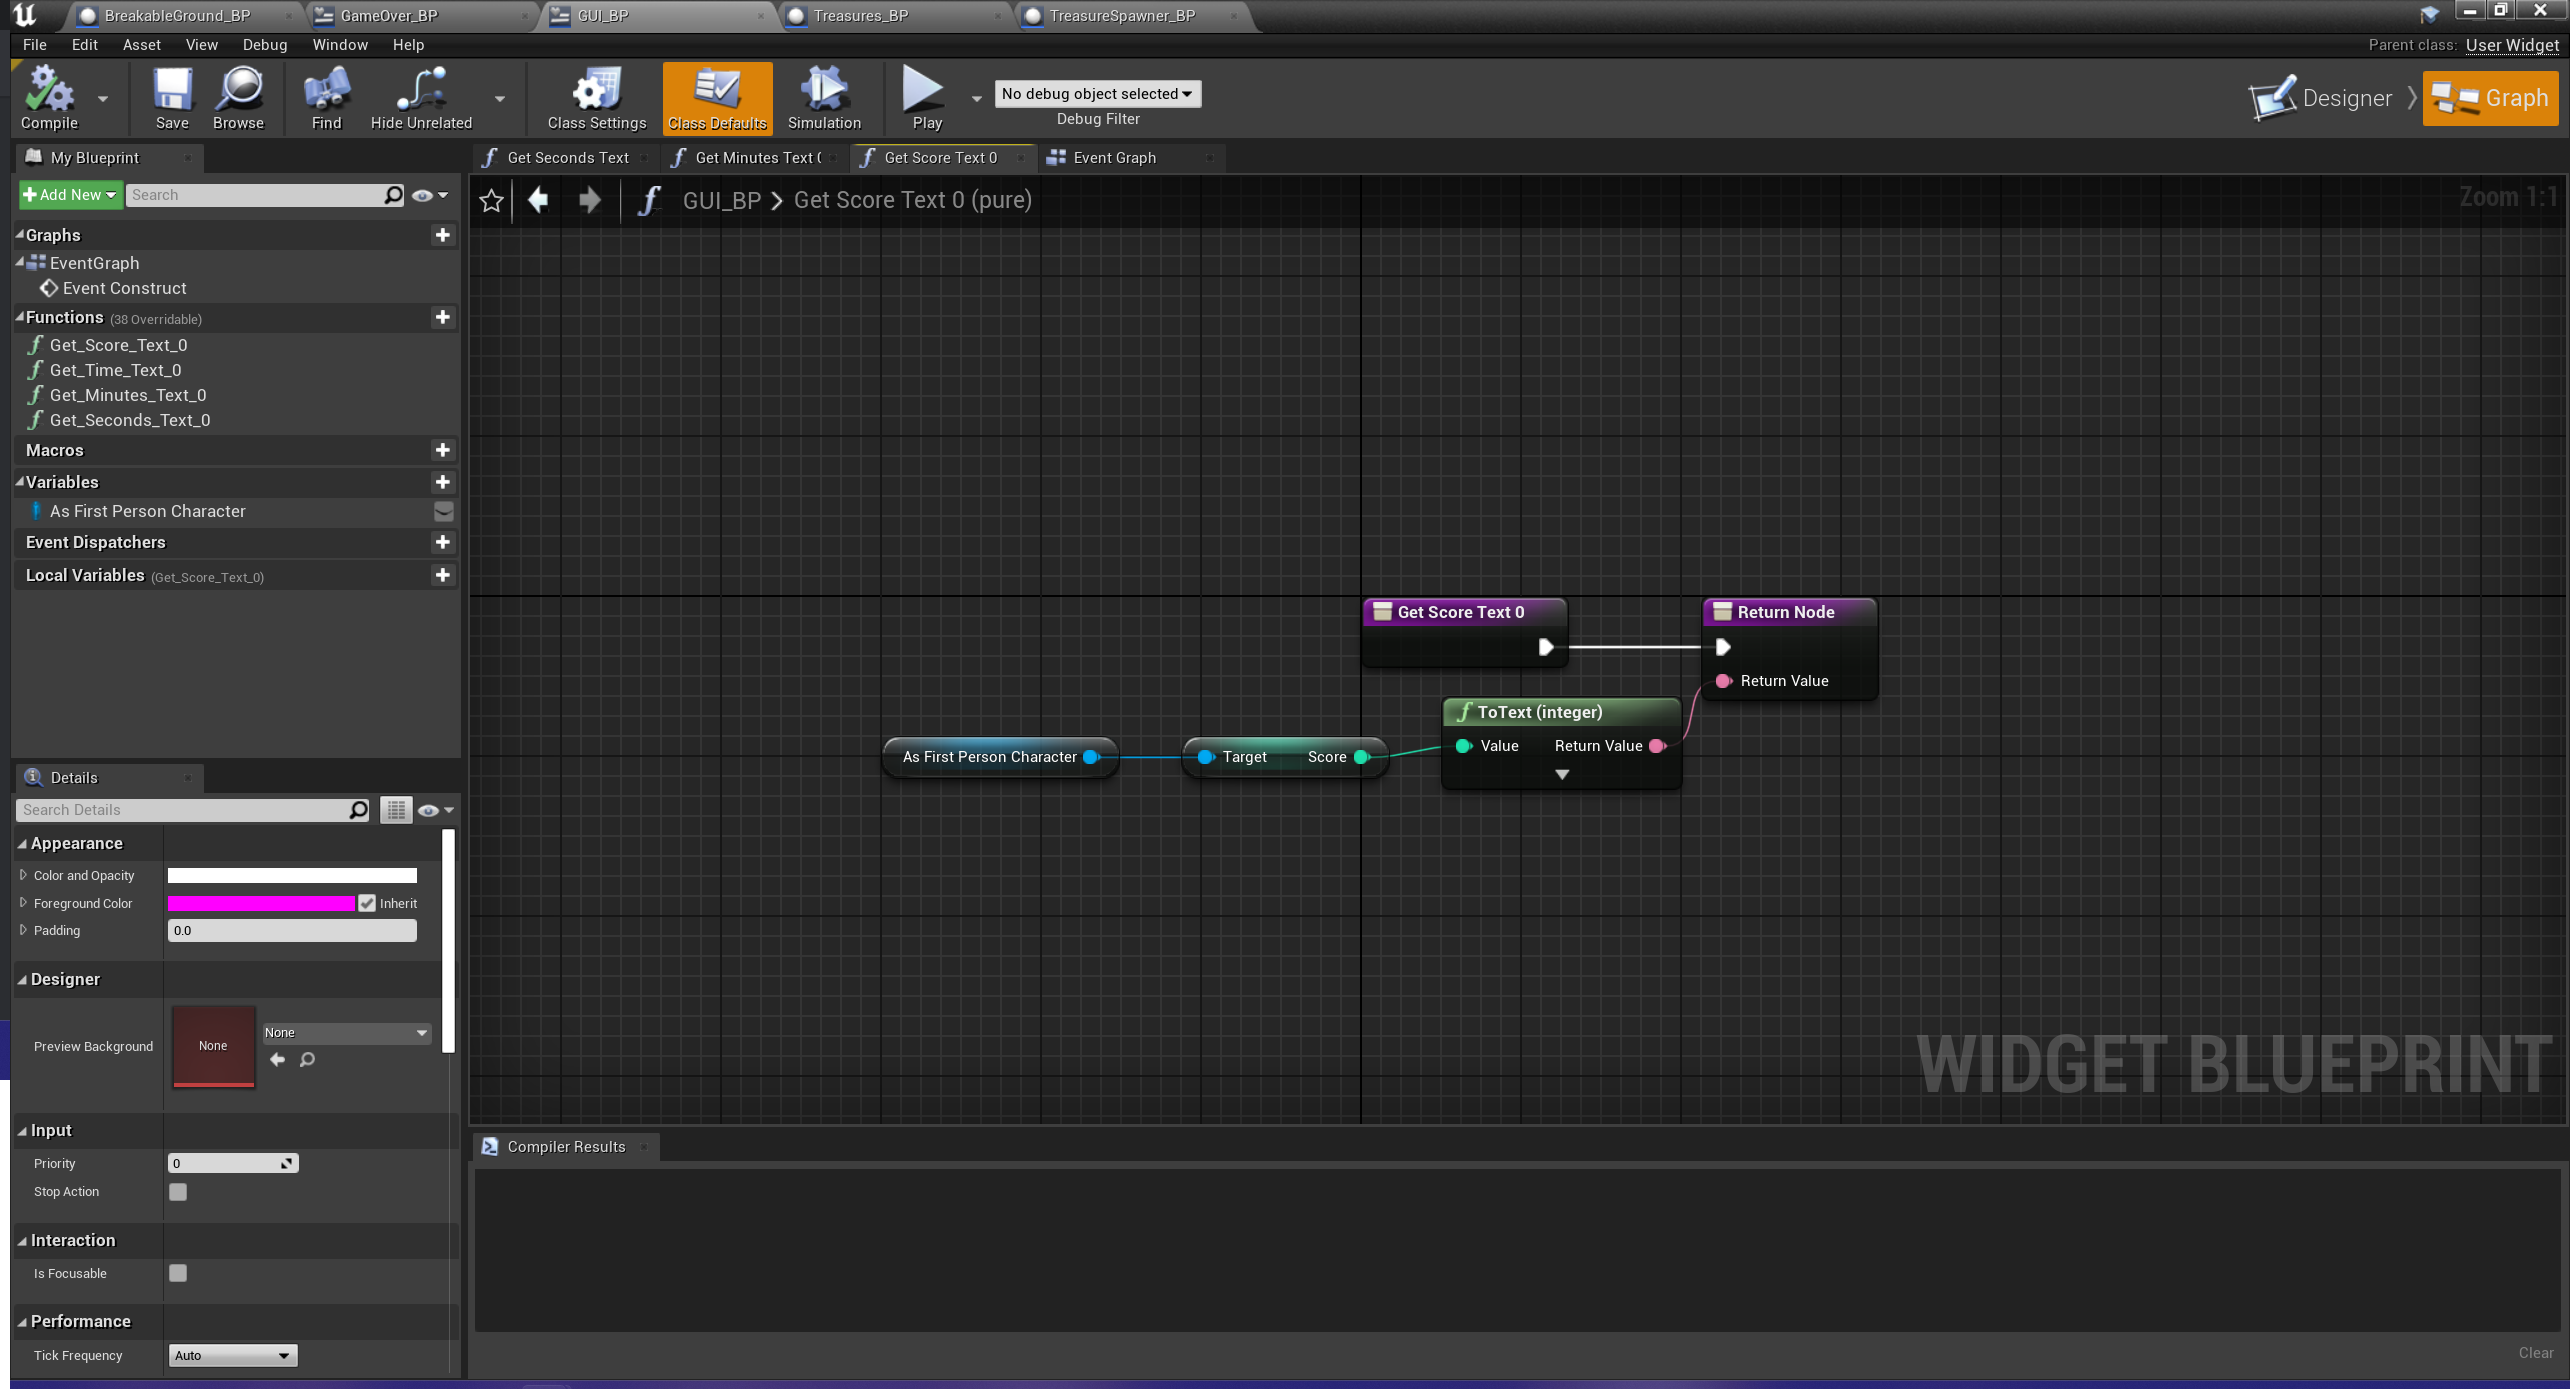 BreakableGround_BP
GameOver_BP
GUI_BP
Treasures_BP
TreasureSpawner_BP
File Edit Asset View Debug Window Help
Parent class: User Widget
Compile
Save
Browse
Find
Hide Unrelated
Class Settings
Class Defaults
Simulation
Play
No debug object selected
Debug Filter
Designer
Graph
My Blueprint
Add New
Search
Graphs
EventGraph
Event Construct
Functions (38 Overridable)
Get_Score_Text_0
Get_Time_Text_0
Get_Minutes_Text_0
Get_Seconds_Text_0
Macros
Variables
As First Person Character
Event Dispatchers
Local Variables (Get_Score_Text_0)
Details
Search Details
Appearance
Color and Opacity
Foreground Color
Inherit
Padding
0.0
Designer
Preview Background
None
None
Input
Priority
0
Stop Action
Interaction
Is Focusable
Performance
Tick Frequency
Auto
Get Seconds Text
Get Minutes Text (
Get Score Text 0
Event Graph
GUI_BP > Get Score Text 0 (pure)
Zoom 1:1
Get Score Text 0
Return Node
Return Value
ToText (integer)
Value Return Value
As First Person Character
Target Score
WIDGET BLUEPRINT
Compiler Results
Clear